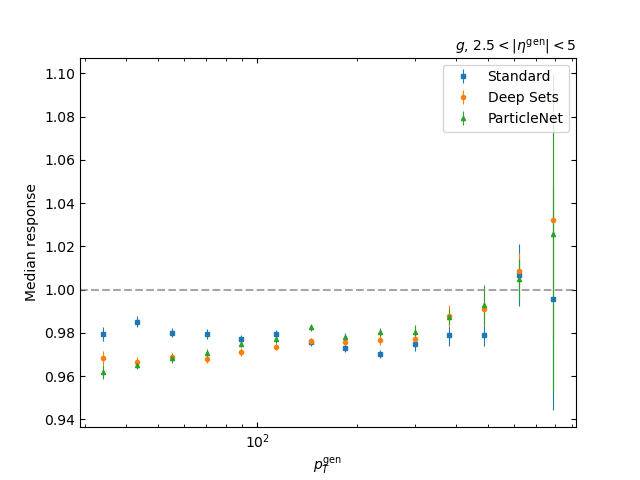 g, 2.5 < |η^gen| < 5
Standard
Deep Sets
ParticleNet
Median response
1.10
1.08
1.06
1.04
1.02
1.00
0.98
0.96
0.94
10^2
p_T^gen